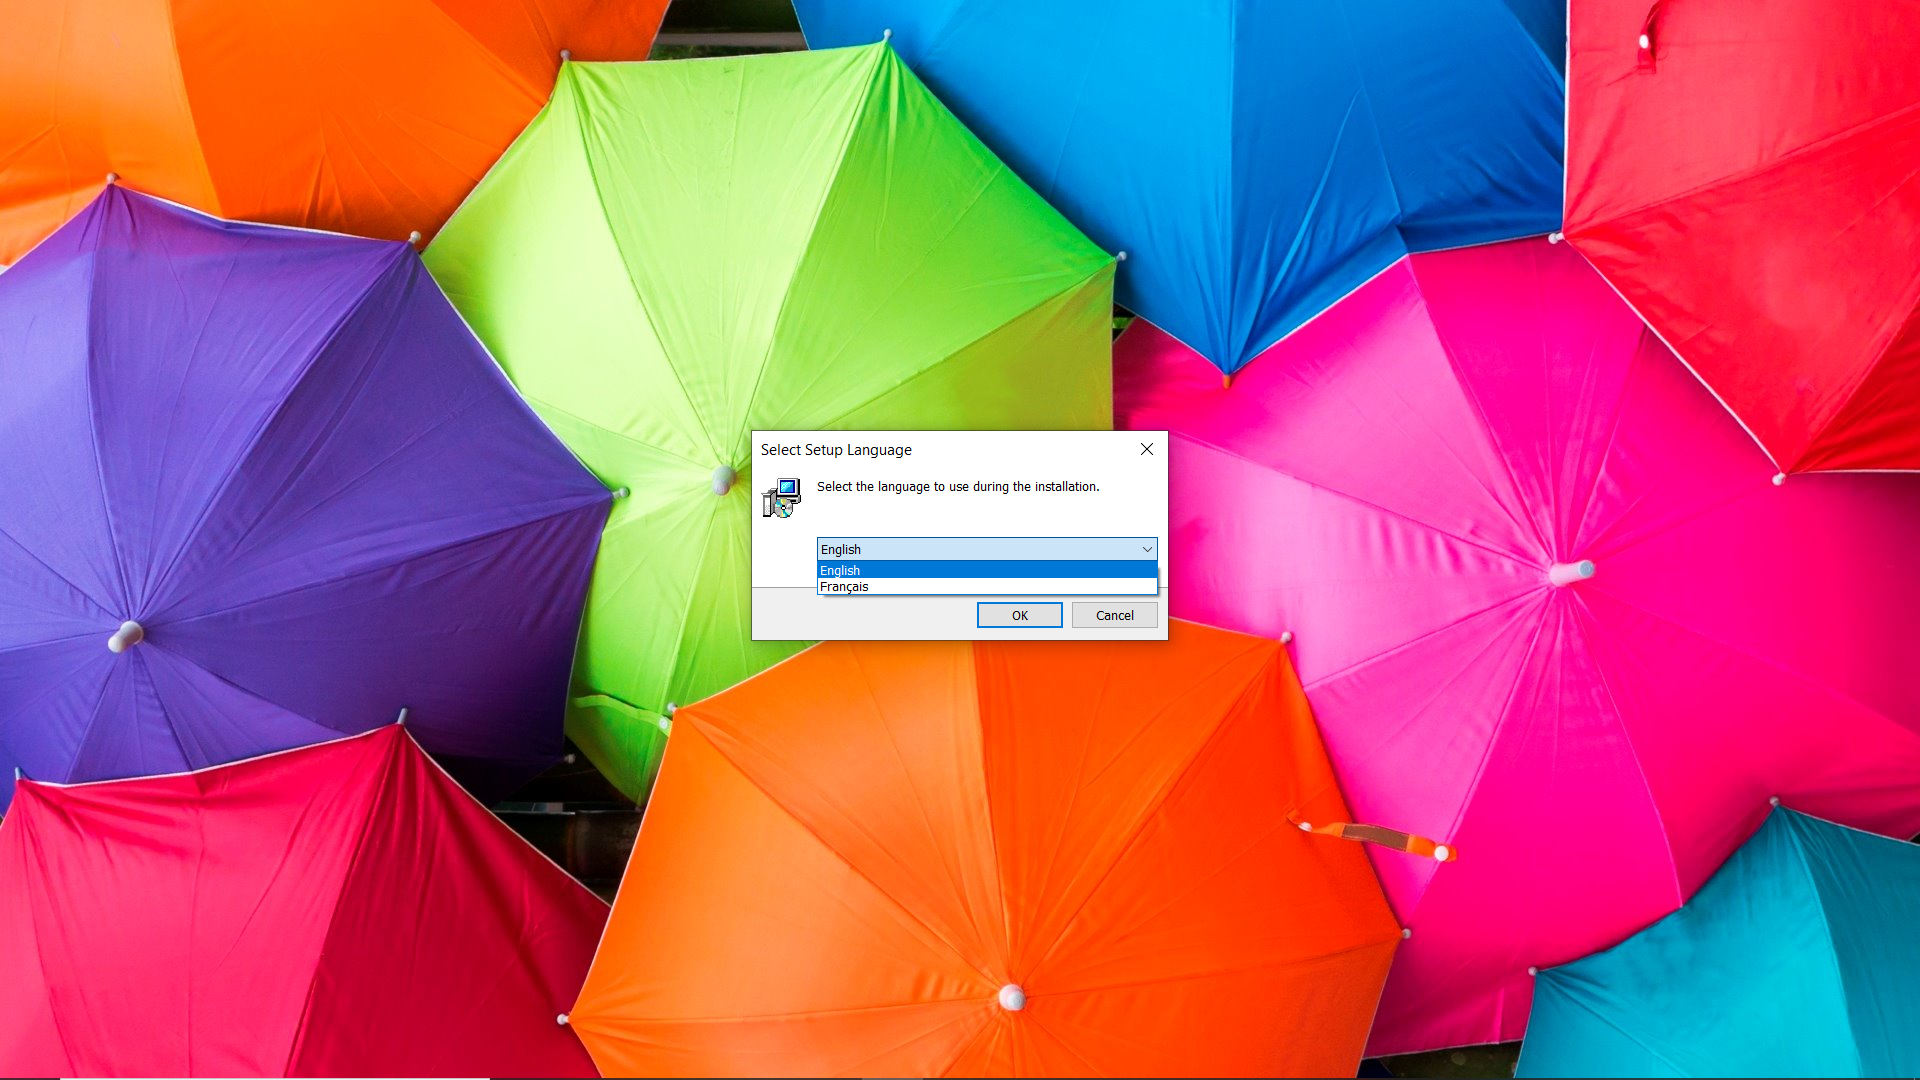 Select Setup Language
Select the language to use during the installation.
English
English
Français
OK
Cancel